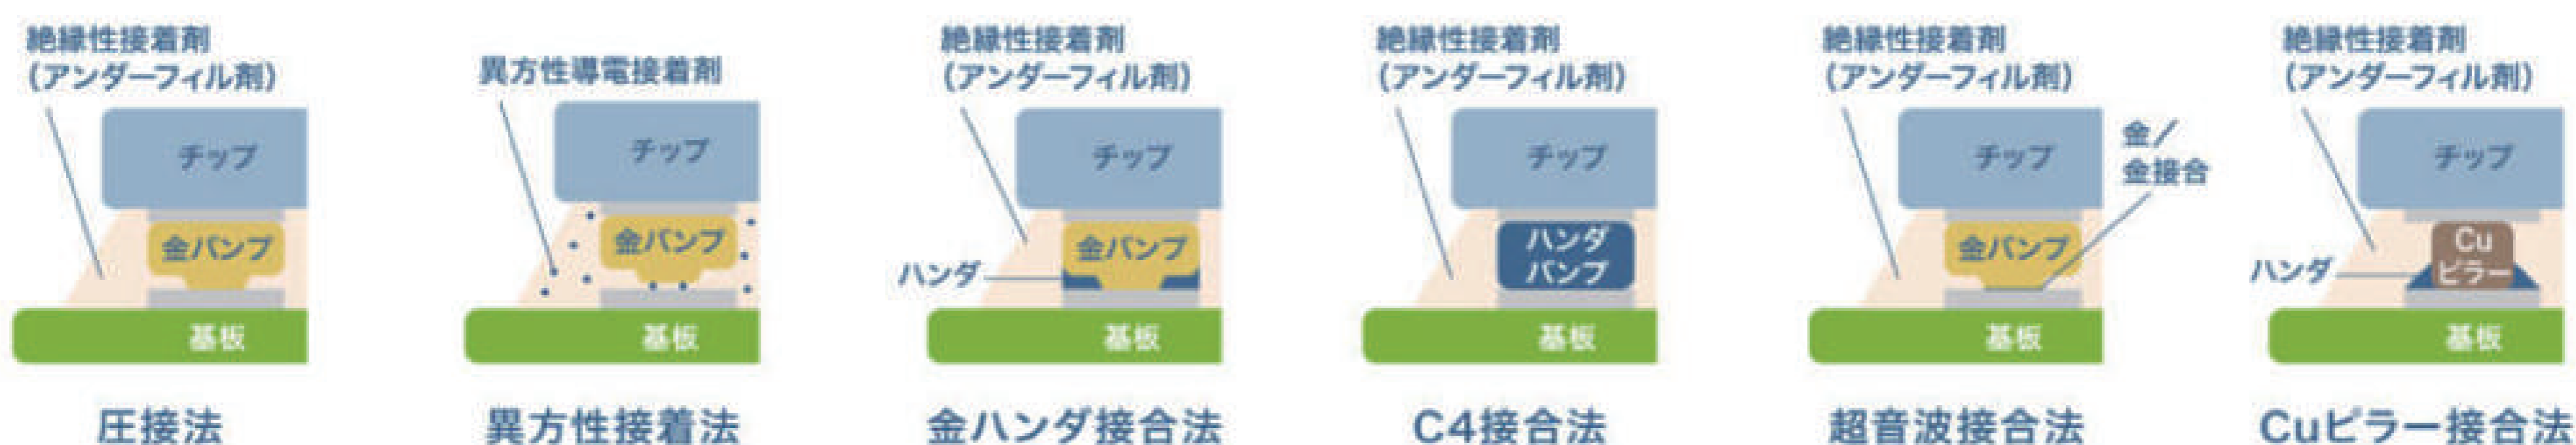 絶縁性接着剤
（アンダーフィル剤）
チップ
金バンプ
基板
圧接法
異方性導電接着剤
チップ
金バンプ
基板
異方性接着法
絶縁性接着剤
（アンダーフィル剤）
チップ
金バンプ
ハンダ
基板
金ハンダ接合法
絶縁性接着剤
（アンダーフィル剤）
チップ
ハンダ
バンプ
基板
C4接合法
絶縁性接着剤
（アンダーフィル剤）
チップ
金／
金接合
金バンプ
基板
超音波接合法
絶縁性接着剤
（アンダーフィル剤）
チップ
Cu
ピラー
ハンダ
基板
Cuピラー接合法